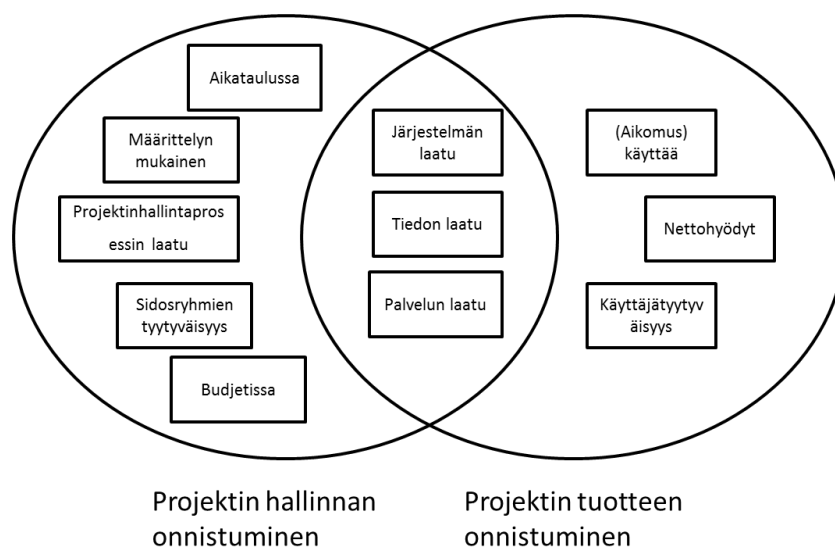 Aikataulussa
Määrittelyn
mukainen
Projektinhallintapros
essin laatu
Sidosryhmien
tyytyväisyys
Budjetissa
Järjestelmän
laatu
Tiedon laatu
Palvelun laatu
(Aikomus)
käyttää
Nettohyödyt
Käyttäjätyytyv
äisyys
Projektin hallinnan
onnistuminen
Projektin tuotteen
onnistuminen